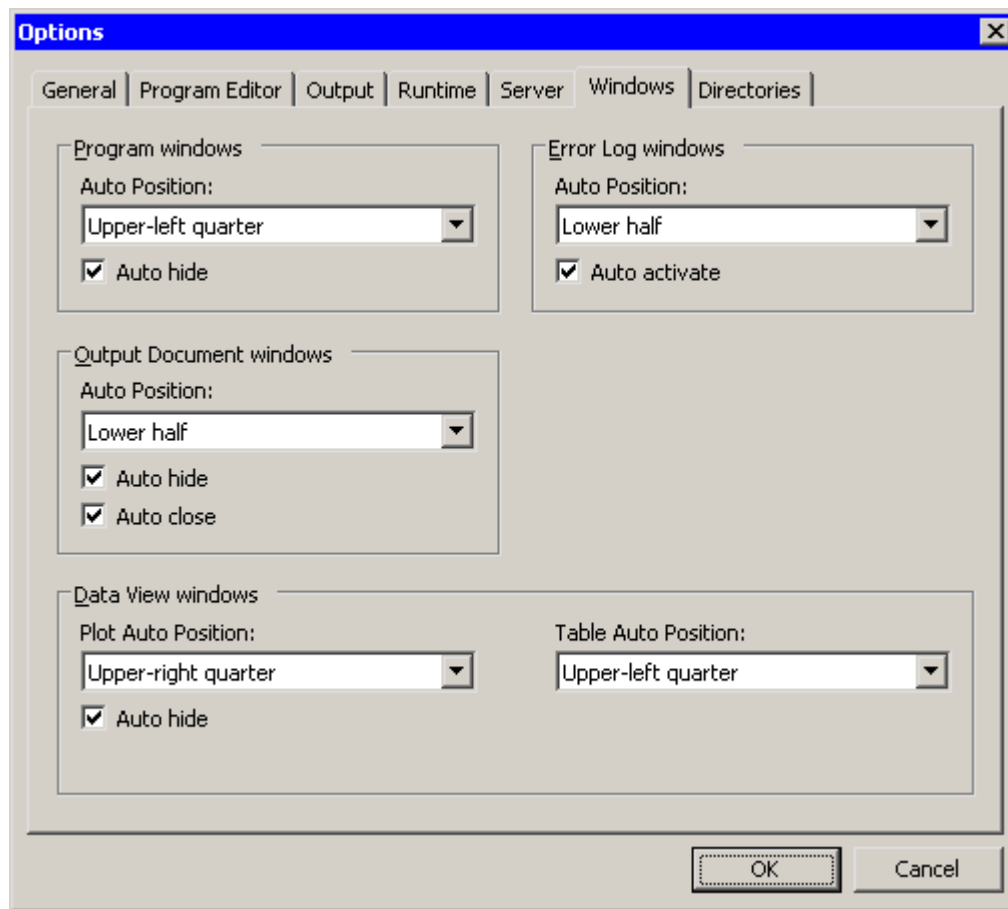 Options
General Program Editor Output Runtime Server Windows Directories
Program windows
Auto Position:
Upper-left quarter
Auto hide
Error Log windows
Auto Position:
Lower half
Auto activate
Output Document windows
Auto Position:
Lower half
Auto hide
Auto close
Data View windows
Plot Auto Position:
Upper-right quarter
Auto hide
Table Auto Position:
Upper-left quarter
OK Cancel